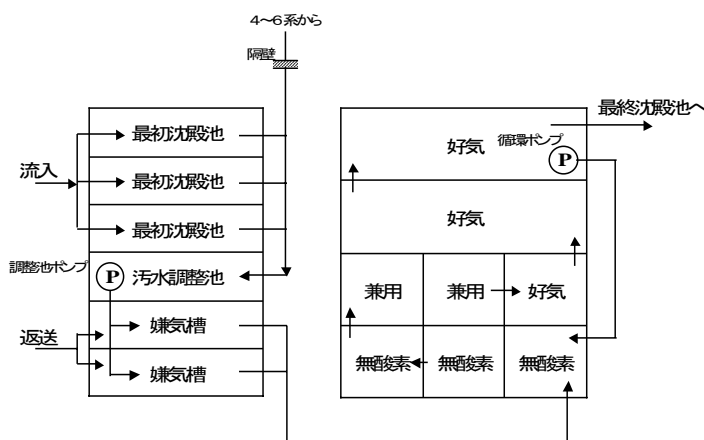 4～6系から
隔壁
最初沈殿池
流入
最初沈殿池
最初沈殿池
調整池ポンプ
P
汚水調整池
嫌気槽
返送
嫌気槽
最終沈殿池へ
循環ポンプ
好気
P
好気
兼用
兼用
好気
無酸素
無酸素
無酸素